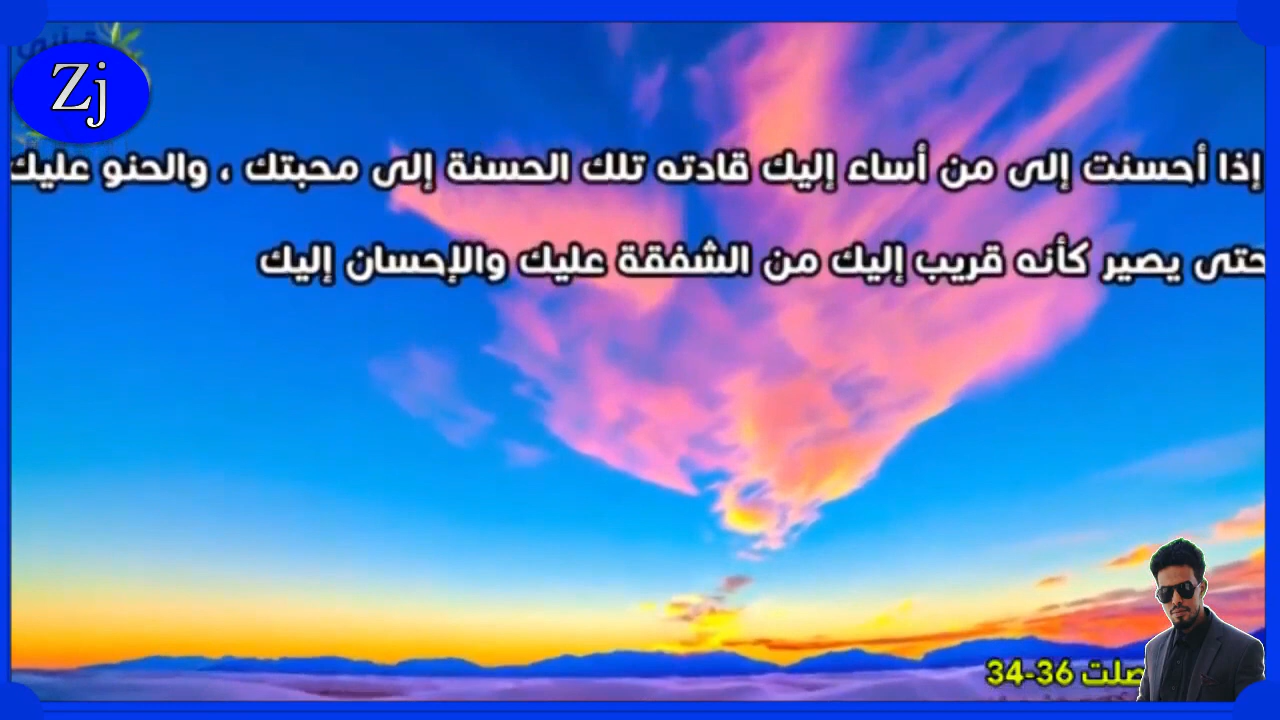 Zj
إذا أحسنت إلى من أساء إليك قادته تلك الحسنة إلى محبتك ، والحنو عليك
حتى يصير كأنه قريب إليك من الشفقة عليك والإحسان إليك
34-36